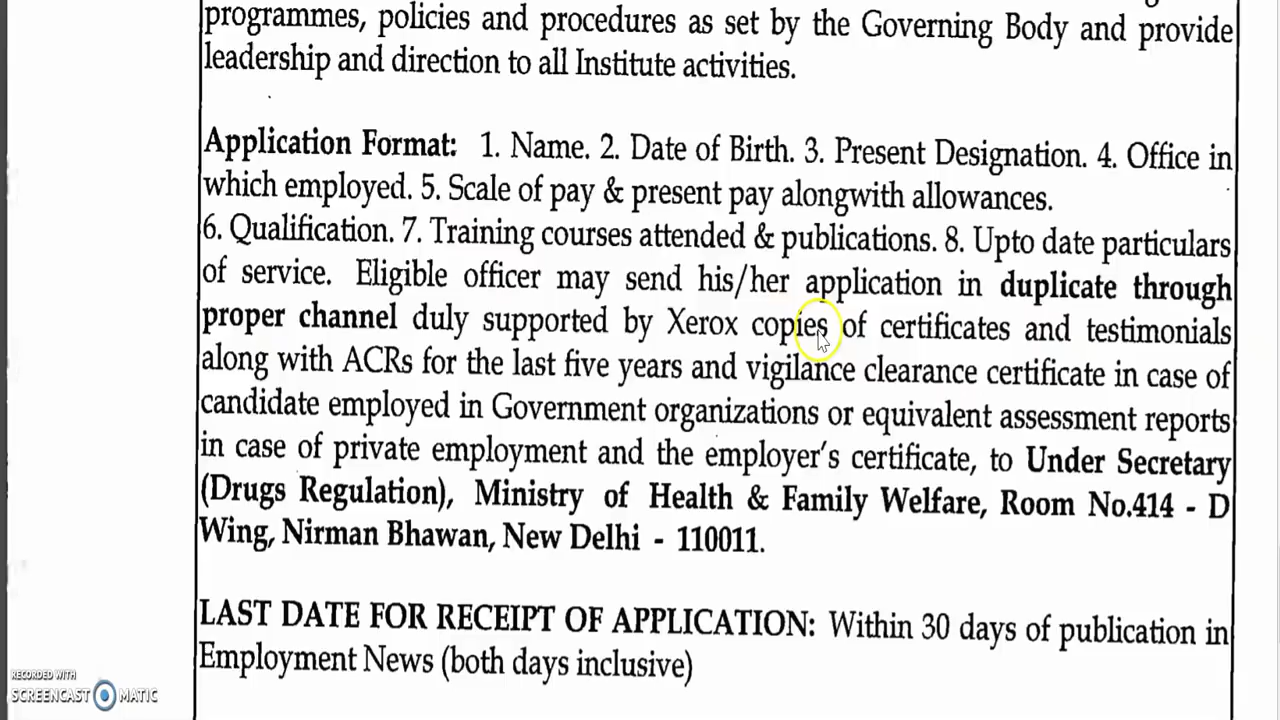 programmes, policies and procedures as set by the Governing Body and provide
leadership and direction to all Institute activities.
Application Format: 1. Name. 2. Date of Birth. 3. Present Designation. 4. Office in
which employed. 5. Scale of pay & present pay alongwith allowances.
6. Qualification. 7. Training courses attended & publications. 8. Upto date particulars
of service. Eligible officer may send his/her application in duplicate through
proper channel duly supported by Xerox copies of certificates and testimonials
along with ACRs for the last five years and vigilance clearance certificate in case of
candidate employed in Government organizations or equivalent assessment reports
in case of private employment and the employer's certificate, to Under Secretary
(Drugs Regulation), Ministry of Health & Family Welfare, Room No.414 - D
Wing, Nirman Bhawan, New Delhi - 110011.
LAST DATE FOR RECEIPT OF APPLICATION: Within 30 days of publication in
Employment News (both days inclusive)
RECORDED WITH
SCREENCAST MATIC